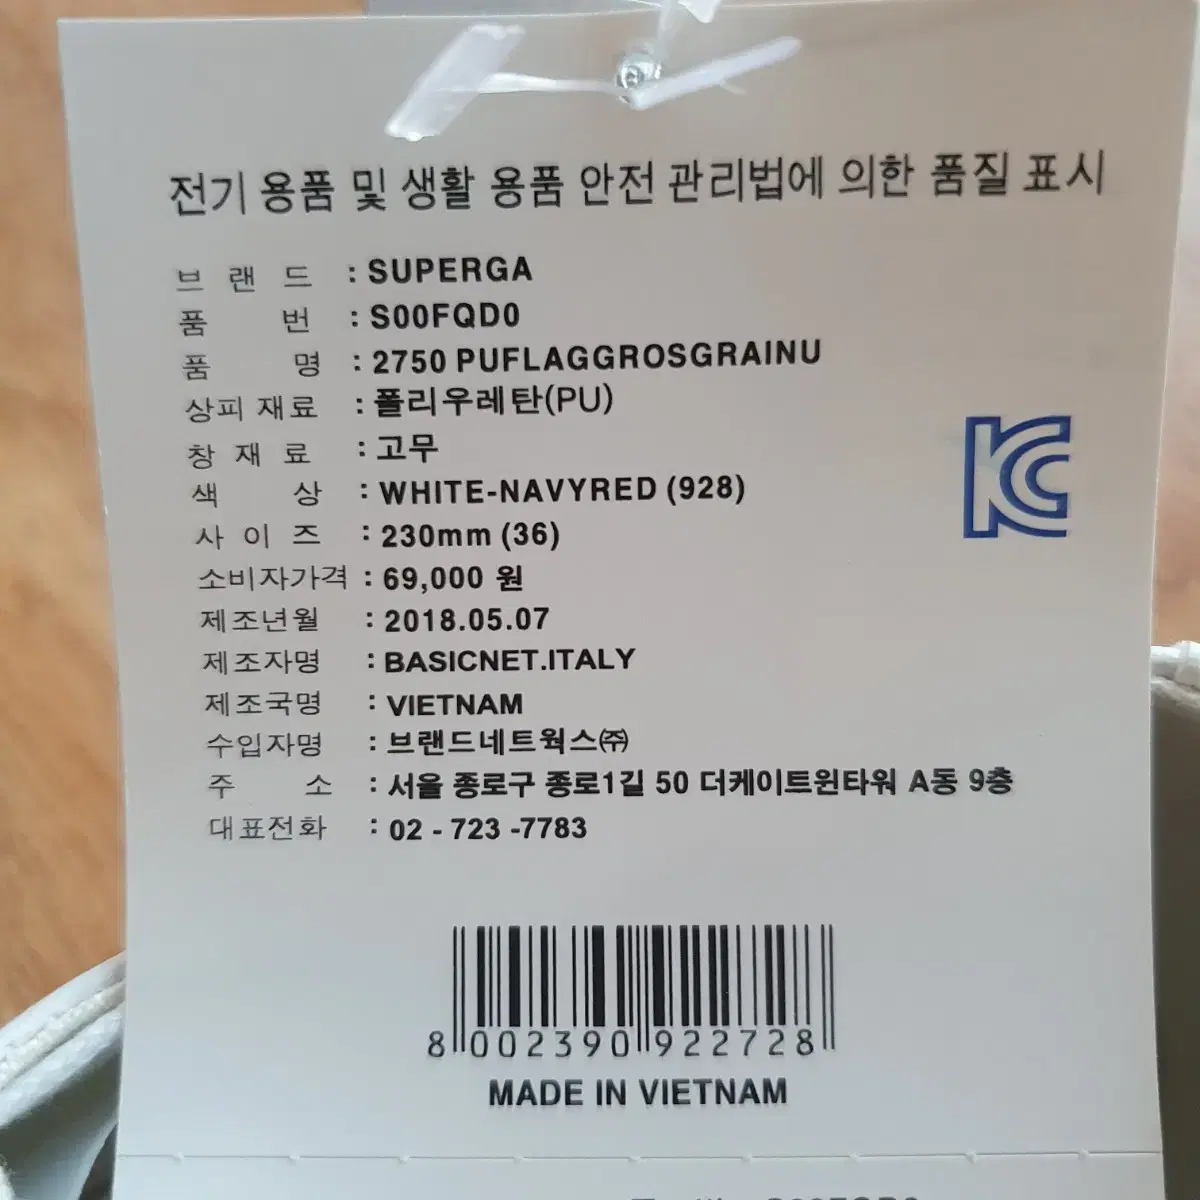 전기 용품 및 생활 용품 안전 관리법에 의한 품질 표시
브 랜 드 : SUPERGA
품 번 : S00FQD0
품 명 : 2750 PUFLAGGROSGRAINU
상피 재료 : 폴리우레탄(PU)
창 재 료 : 고무
색 상 : WHITE-NAVYRED (928)
사 이 즈 : 230mm (36)
소비자가격 : 69,000 원
제조년월 : 2018.05.07
제조자명 : BASICNET.ITALY
제조국명 : VIETNAM
수입자명 : 브랜드네트웍스㈜
주 소 : 서울 종로구 종로1길 50 더케이트윈타워 A동 9층
대표전화 : 02 - 723 -7783
KC
8 002390 922728
MADE IN VIETNAM